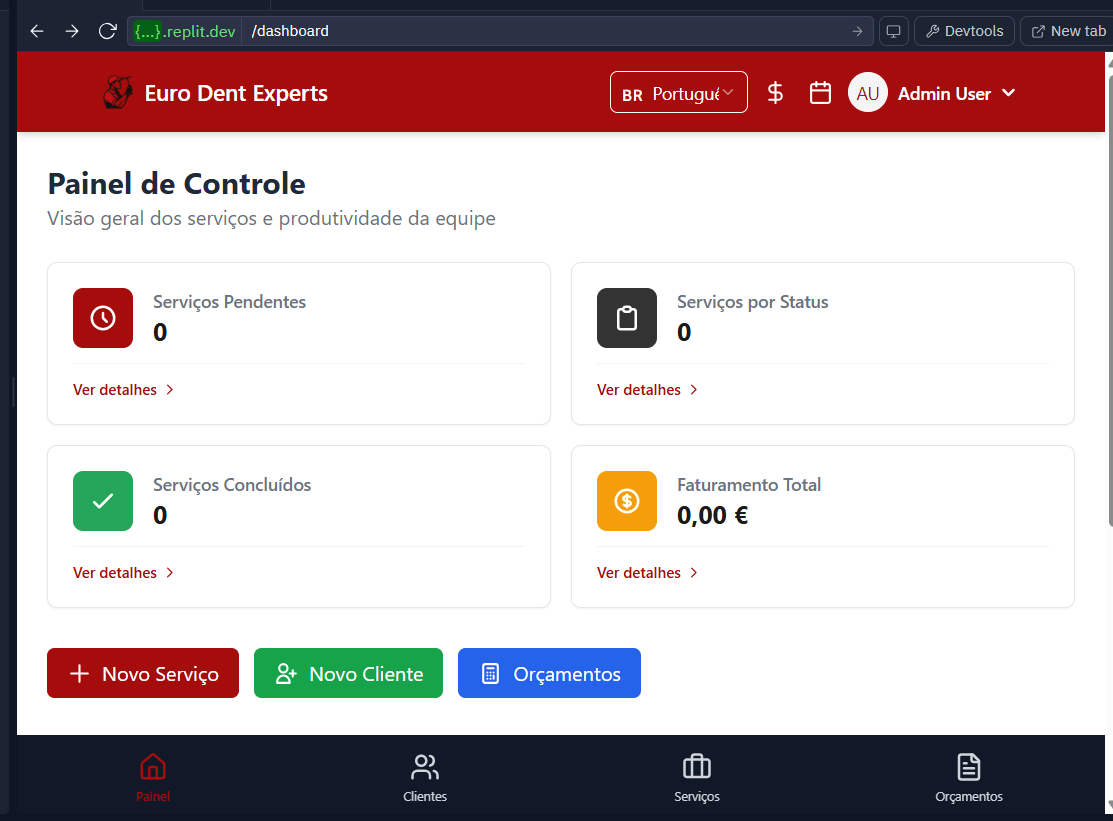 {...}.replit.dev /dashboard Devtools New tab
Euro Dent Experts BR Portugu $ AU Admin User
Painel de Controle
Visão geral dos serviços e produtividade da equipe
Serviços Pendentes
0
Ver detalhes
Serviços por Status
0
Ver detalhes
Serviços Concluídos
0
Ver detalhes
Faturamento Total
0,00 €
Ver detalhes
Novo Serviço Novo Cliente Orçamentos
Painel Clientes Serviços Orçamentos